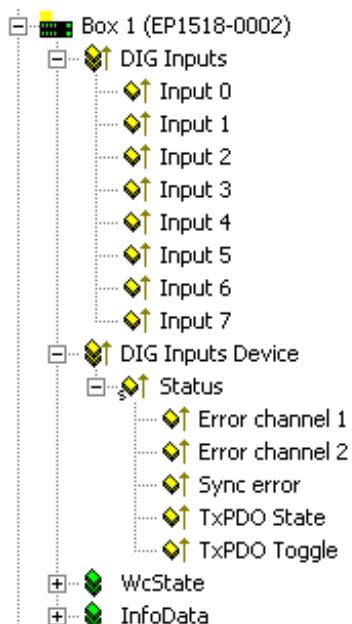 Box 1 (EP1518-0002)
DIG Inputs
Input 0
Input 1
Input 2
Input 3
Input 4
Input 5
Input 6
Input 7
DIG Inputs Device
Status
Error channel 1
Error channel 2
Sync error
TxPDO State
TxPDO Toggle
WcState
InfoData